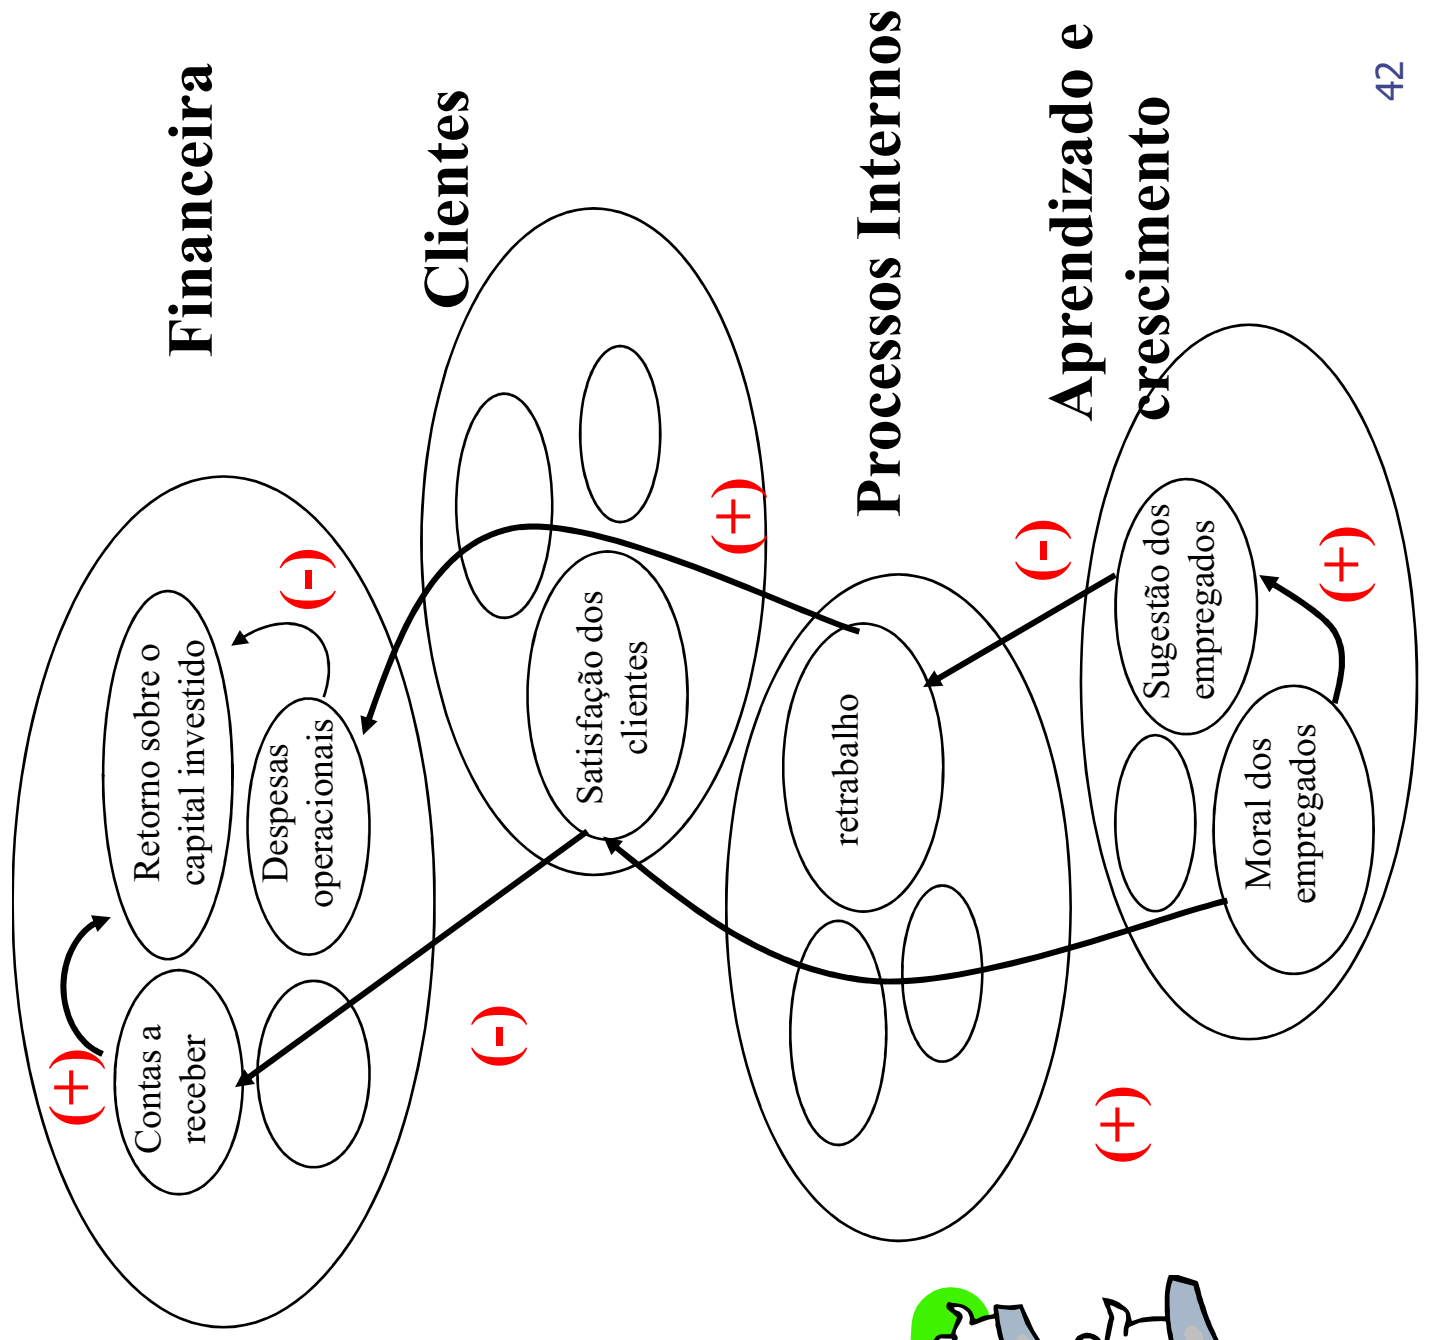 Financeira
(+)
Contas a
receber
Retorno sobre o
capital investido
Despesas
operacionais
(-)
Clientes
(-)
Satisfação dos
clientes
(+)
Processos Internos
retrabalho
(-)
(+)
Aprendizado e
crescimento
Sugestão dos
empregados
Moral dos
empregados
(+)
42